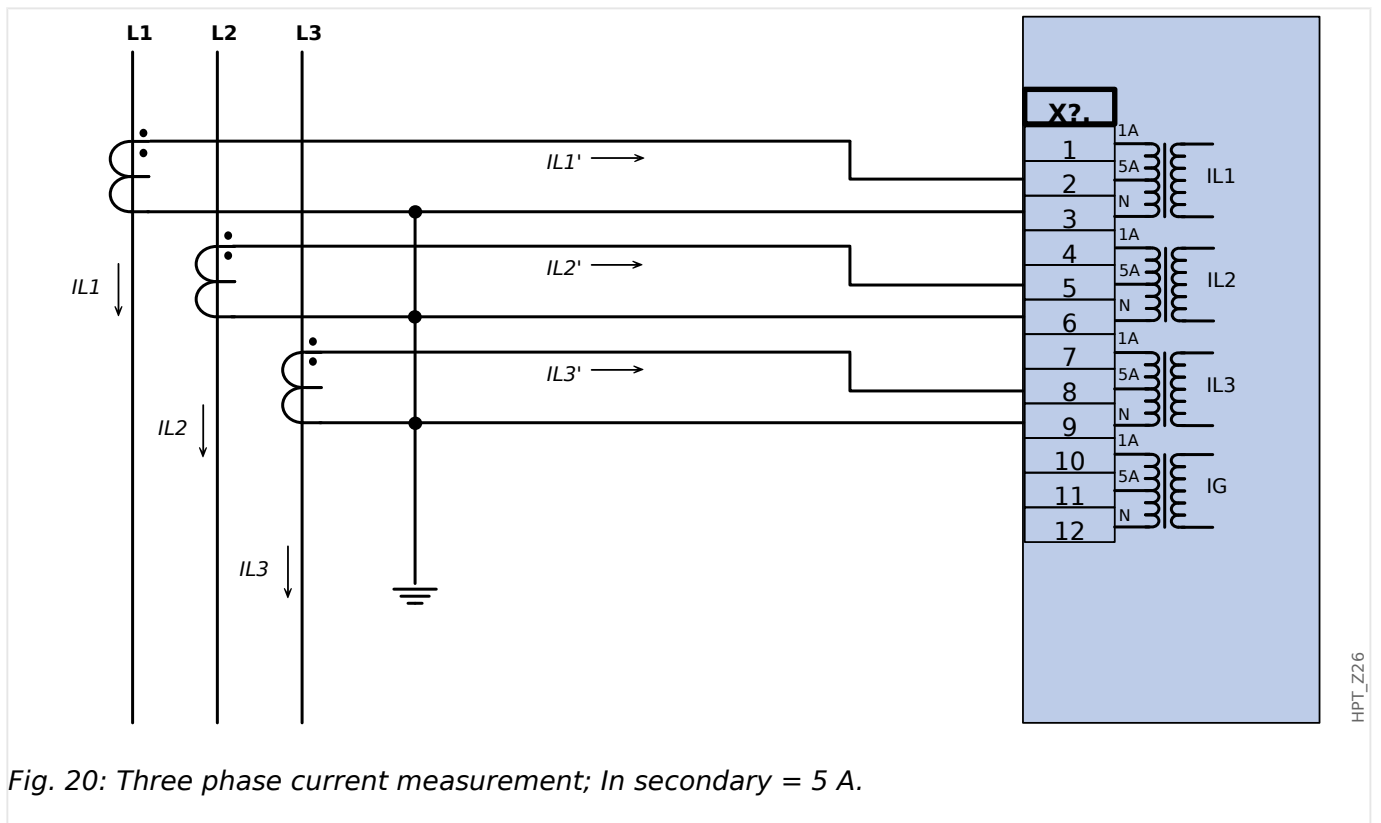 L1 L2 L3
X?.
1A
1
IL1'
5A
IL1
2
N
3
1A
4
IL2'
5A
IL1
IL2
5
N
6
1A
7
IL3'
5A
IL3
8
N
IL2
9
1A
10
5A
IG
11
N
12
IL3
HPT_Z26
Fig. 20: Three phase current measurement; In secondary = 5 A.